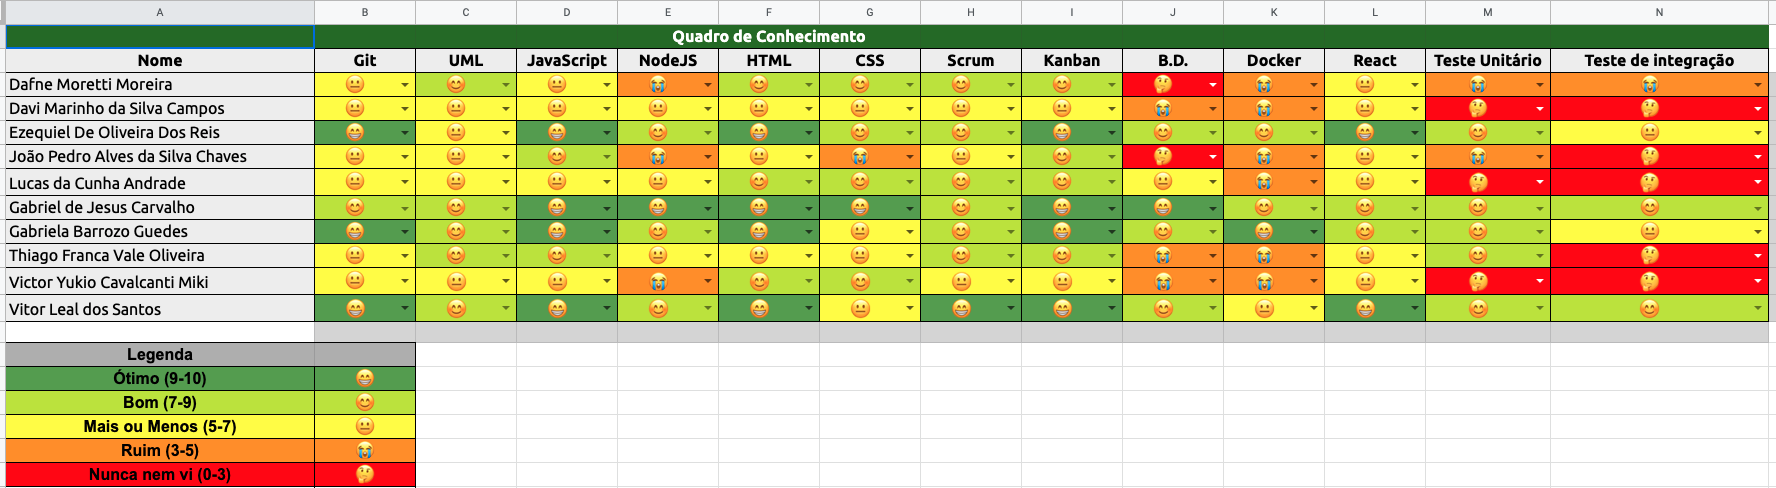 A B C D E F G H I J K L M N
Quadro de Conhecimento
Nome Git UML JavaScript NodeJS HTML CSS Scrum Kanban B.D. Docker React Teste Unitário Teste de integração
Dafne Moretti Moreira 😐 😊 😐 😭 😊 😊 😊 😊 🤔 😭 😐 😭 😭
Davi Marinho da Silva Campos 😐 😐 😐 😐 😐 😐 😐 😐 😭 😭 😐 🤔 🤔
Ezequiel De Oliveira Dos Reis 😁 😐 😁 😊 😁 😊 😊 😁 😊 😊 😁 😊 😐
João Pedro Alves da Silva Chaves 😐 😐 😊 😭 😐 😭 😐 😊 🤔 😭 😐 😭 🤔
Lucas da Cunha Andrade 😐 😐 😐 😐 😊 😊 😊 😊 😐 😭 😐 🤔 🤔
Gabriel de Jesus Carvalho 😊 😊 😁 😁 😁 😁 😊 😁 😁 😊 😊 😊 😊
Gabriela Barrozo Guedes 😁 😊 😁 😊 😁 😐 😊 😁 😊 😁 😊 😊 😐
Thiago Franca Vale Oliveira 😐 😊 😊 😐 😐 😊 😊 😊 😭 😭 😐 😊 🤔
Victor Yukio Cavalcanti Miki 😐 😐 😐 😭 😊 😊 😐 😐 😭 😭 😐 🤔 🤔
Vitor Leal dos Santos 😁 😊 😁 😊 😁 😐 😁 😁 😊 😐 😁 😊 😊
Legenda
Ótimo (9-10) 😁
Bom (7-9) 😊
Mais ou Menos (5-7) 😐
Ruim (3-5) 😭
Nunca nem vi (0-3) 🤔